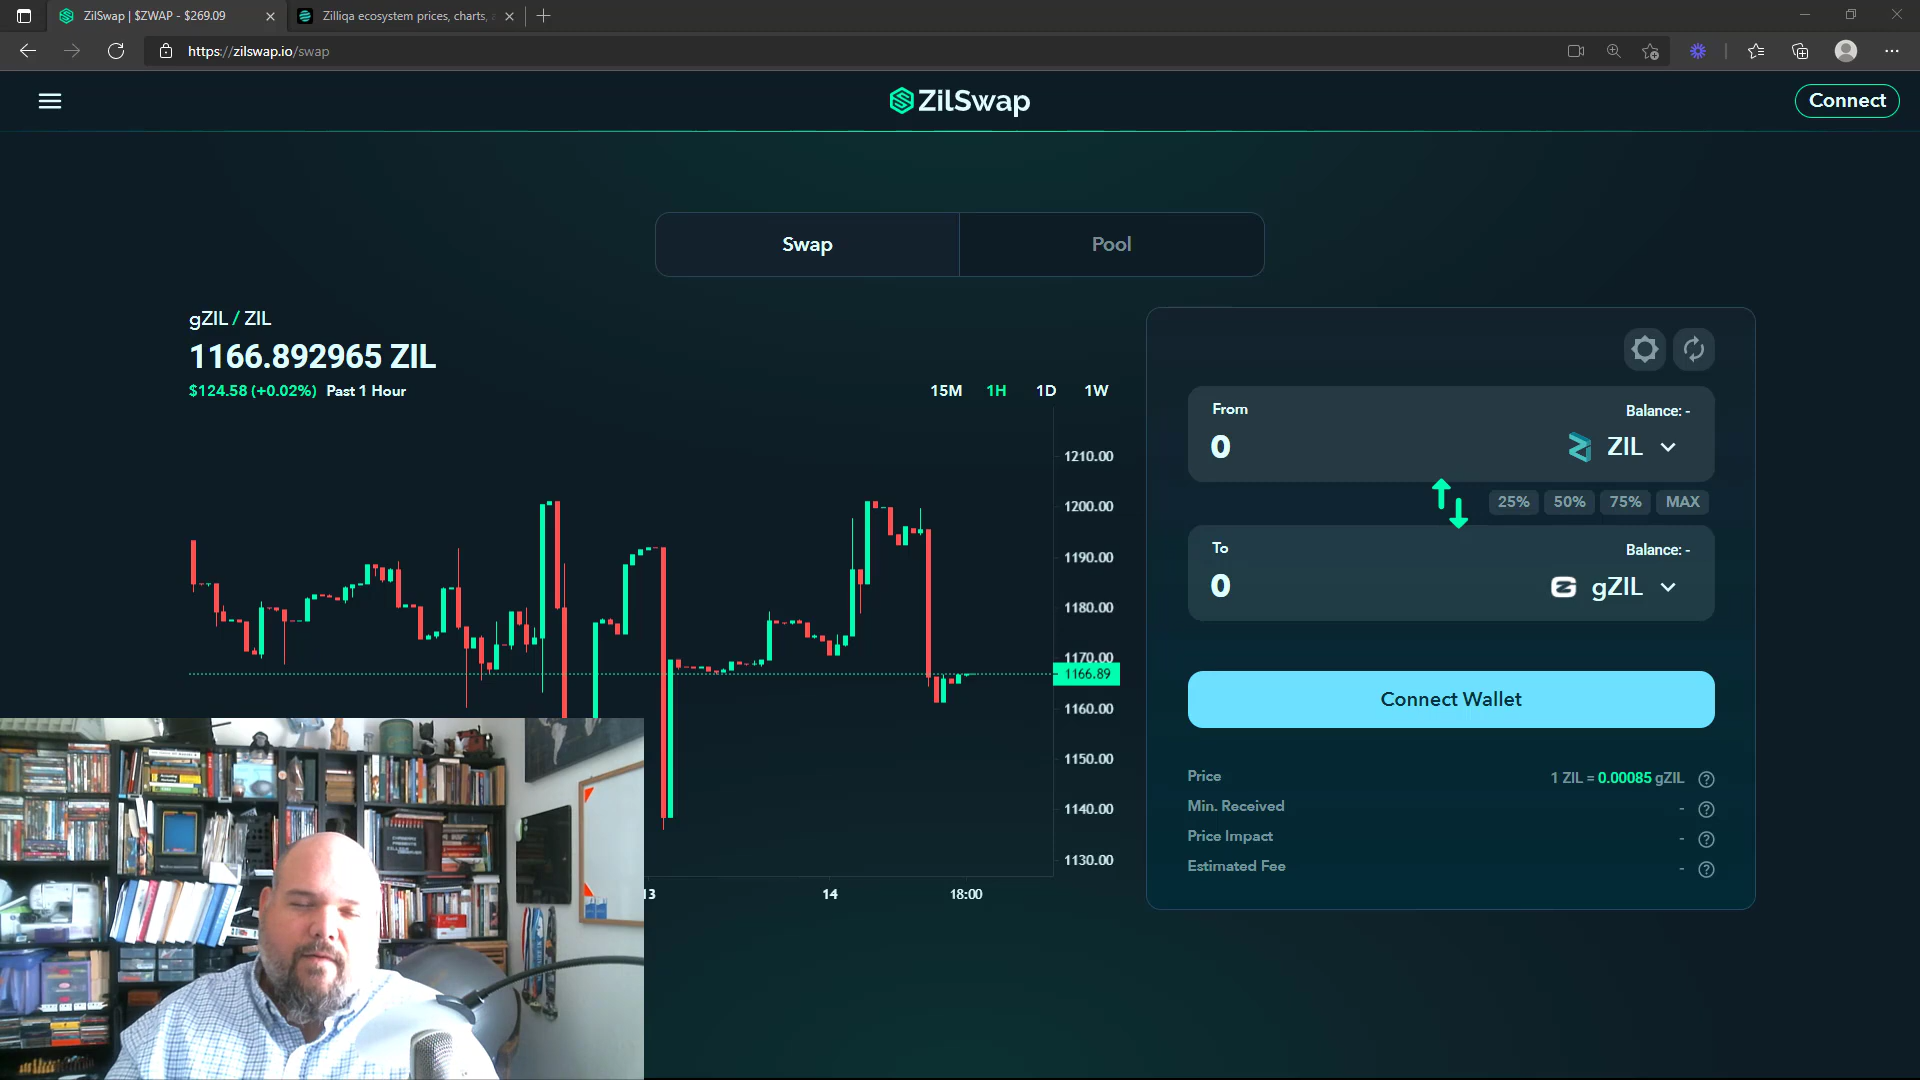 ZilSwap | $ZWAP - $269.09
Zilliqa ecosystem prices, charts,
https://zilswap.io/swap
ZilSwap
Connect
Swap
Pool
gZIL / ZIL
1166.892965 ZIL
$124.58 (+0.02%) Past 1 Hour
15M 1H 1D 1W
1210.00
1200.00
1190.00
1180.00
1170.00
1166.89
1160.00
1150.00
1140.00
1130.00
13 14 18:00
From
Balance: -
0
ZIL
25% 50% 75% MAX
To
Balance: -
0
gZIL
Connect Wallet
Price
1 ZIL = 0.00085 gZIL
Min. Received
-
Price Impact
-
Estimated Fee
-